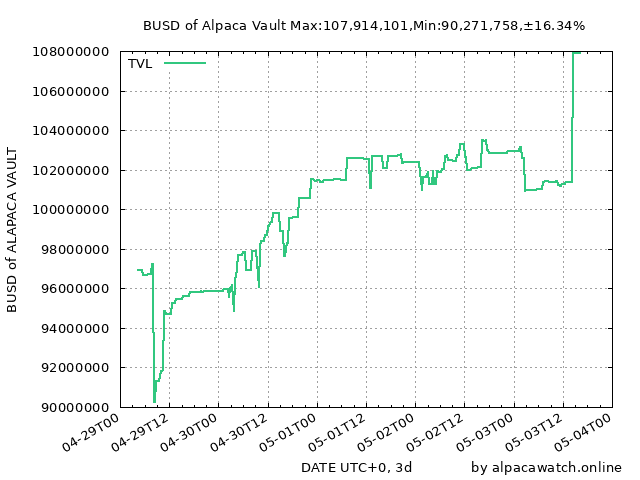 BUSD of Alpaca Vault Max:107,914,101,Min:90,271,758,±16.34%
TVL
108000000
106000000
104000000
102000000
100000000
98000000
96000000
94000000
92000000
90000000
BUSD of ALAPACA VAULT
04-29T00
04-29T12
04-30T00
04-30T12
05-01T00
05-01T12
05-02T00
05-02T12
05-03T00
05-03T12
05-04T00
DATE UTC+0, 3d
by alpacawatch.online